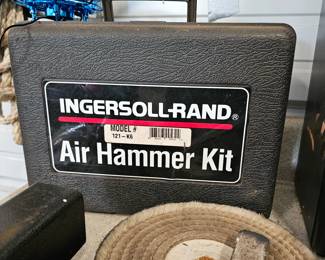 INGERSOLL-RAND®
MODEL #
121-K6
Air Hammer Kit